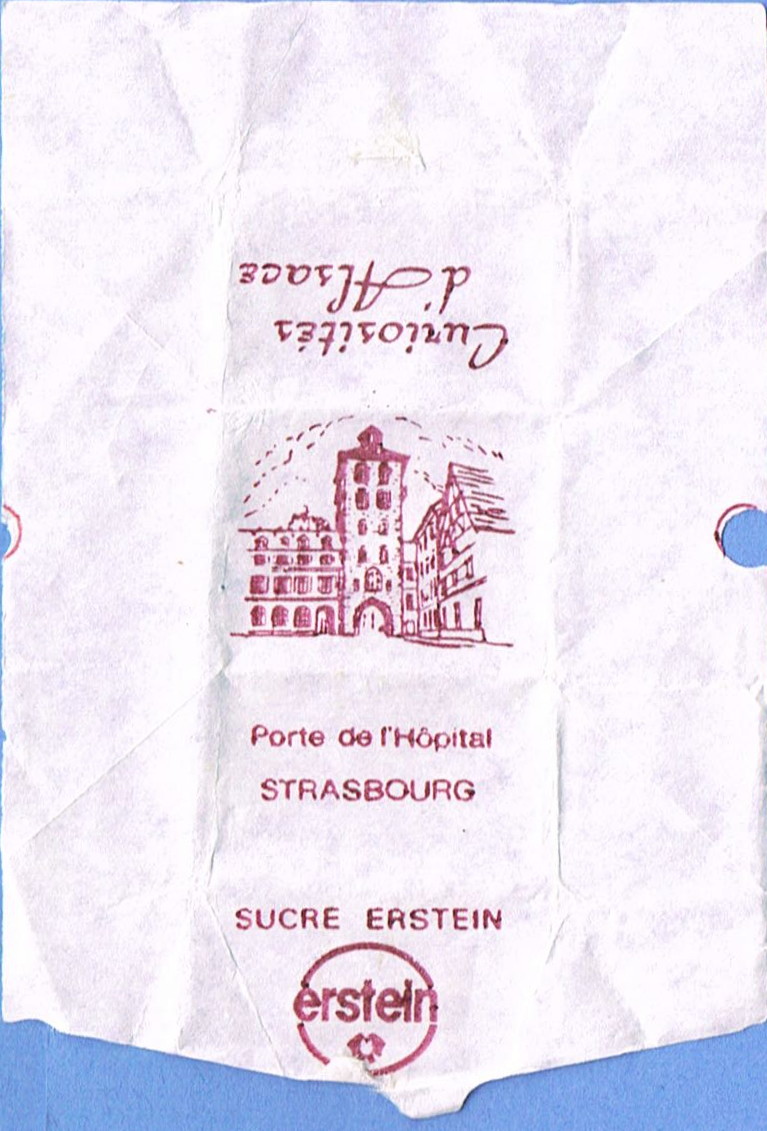 Curiosités
d'Alsace
Porte de l'Hôpital
STRASBOURG
SUCRE ERSTEIN
erstein